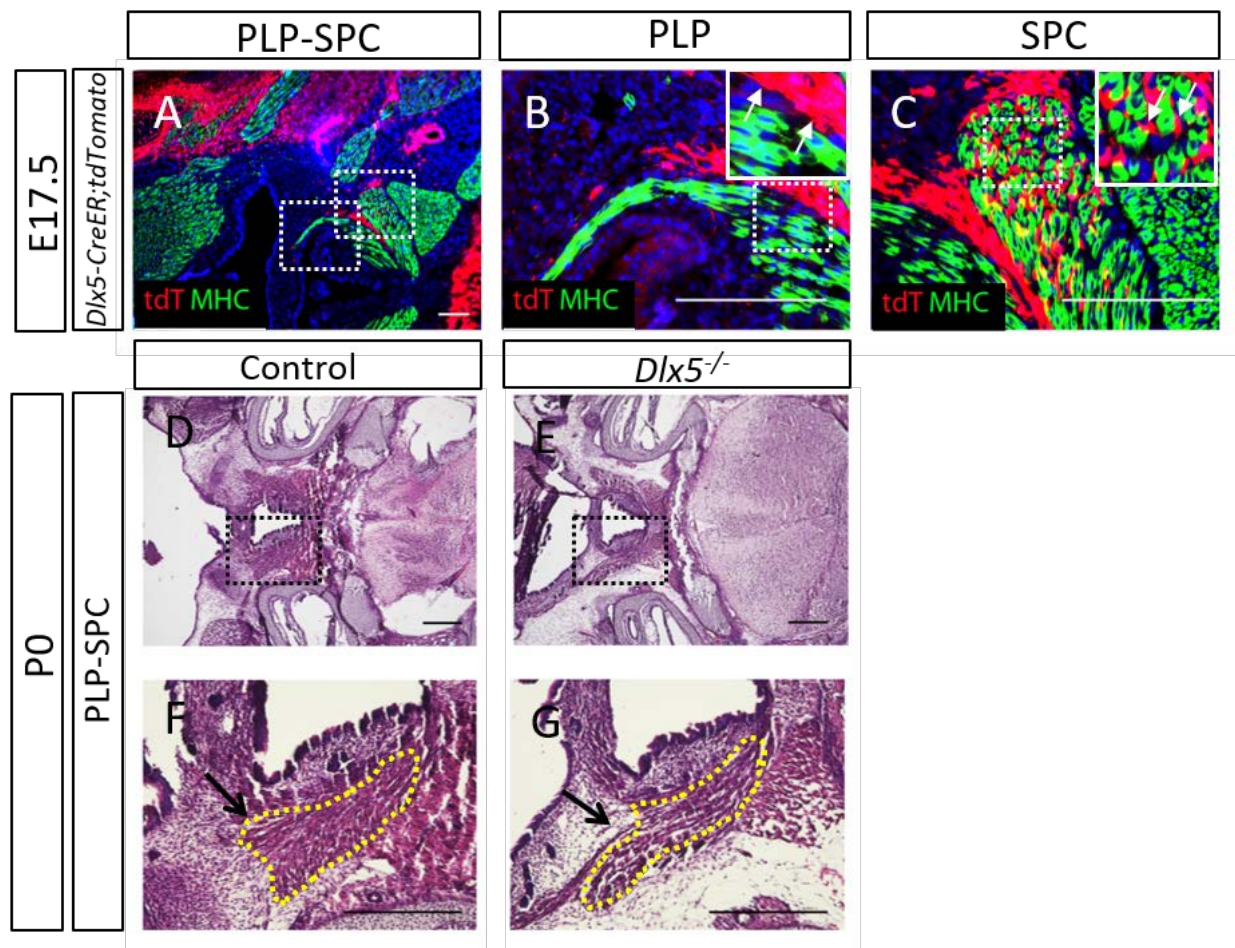 PLP-SPC
PLP
SPC
E17.5
Dlx5-CreER;tdTomato
A
tdT MHC
B
tdT MHC
C
tdT MHC
Control
Dlx5-/-
P0
PLP-SPC
D
E
F
G